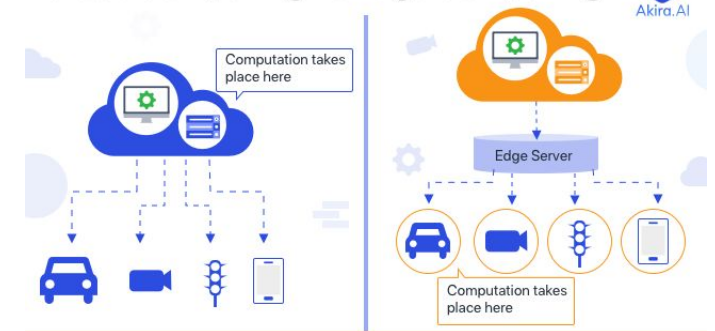 Computation takes
place here
Akira.AI
Edge Server
Computation takes
place here